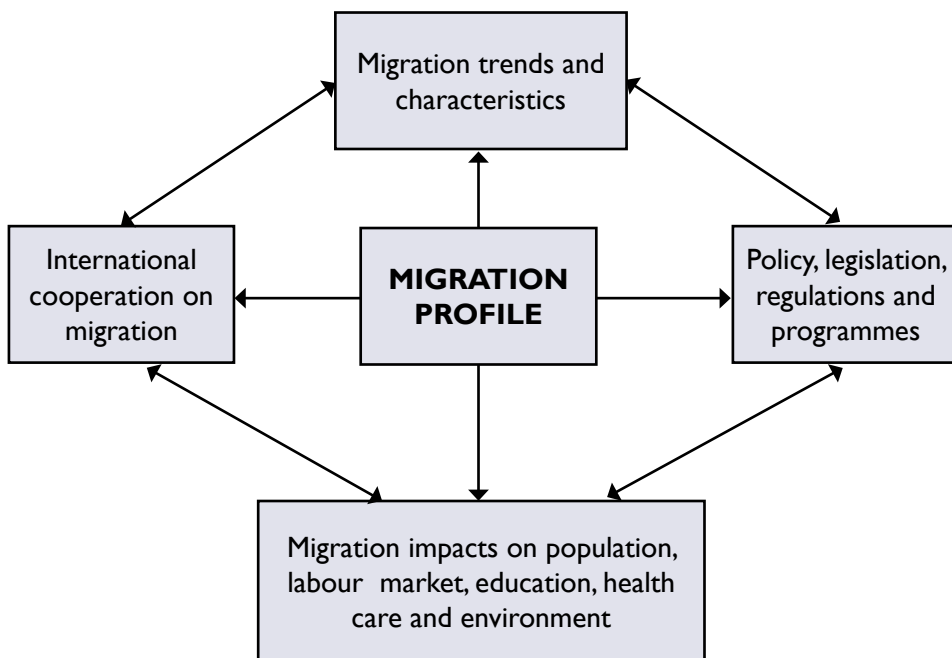 Migration trends and
characteristics
International
cooperation on
migration
MIGRATION
PROFILE
Policy, legislation,
regulations and
programmes
Migration impacts on population,
labour market, education, health
care and environment